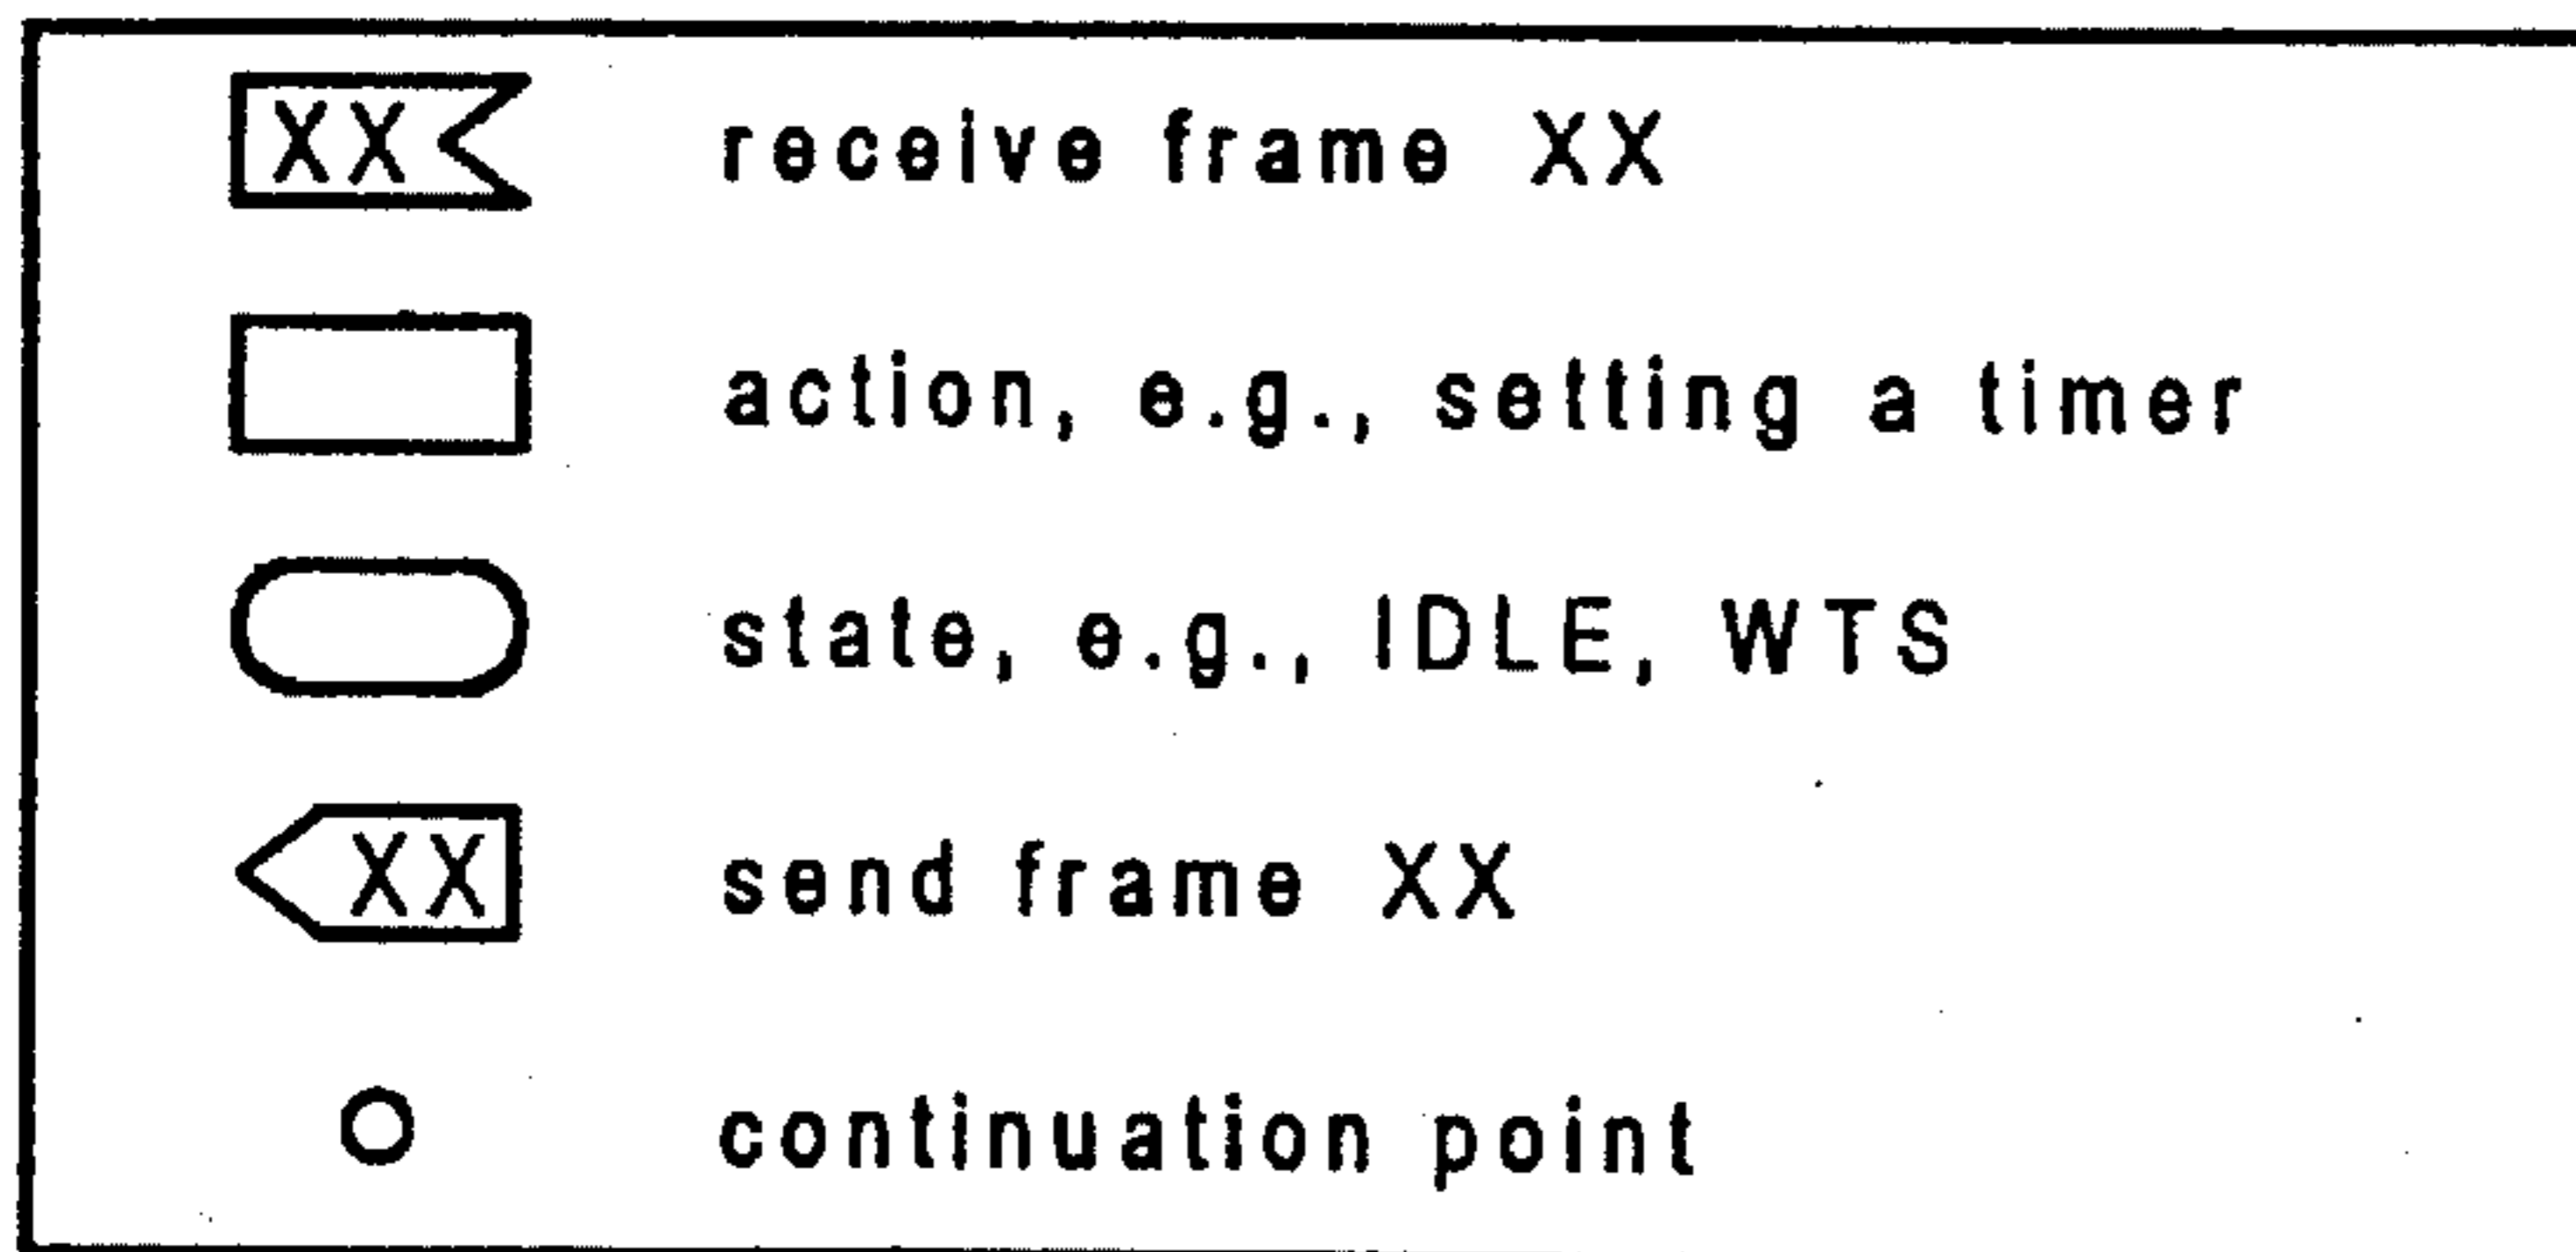 XX receive frame XX
action, e.g., setting a timer
state, e.g., IDLE, WTS
XX send frame XX
continuation point